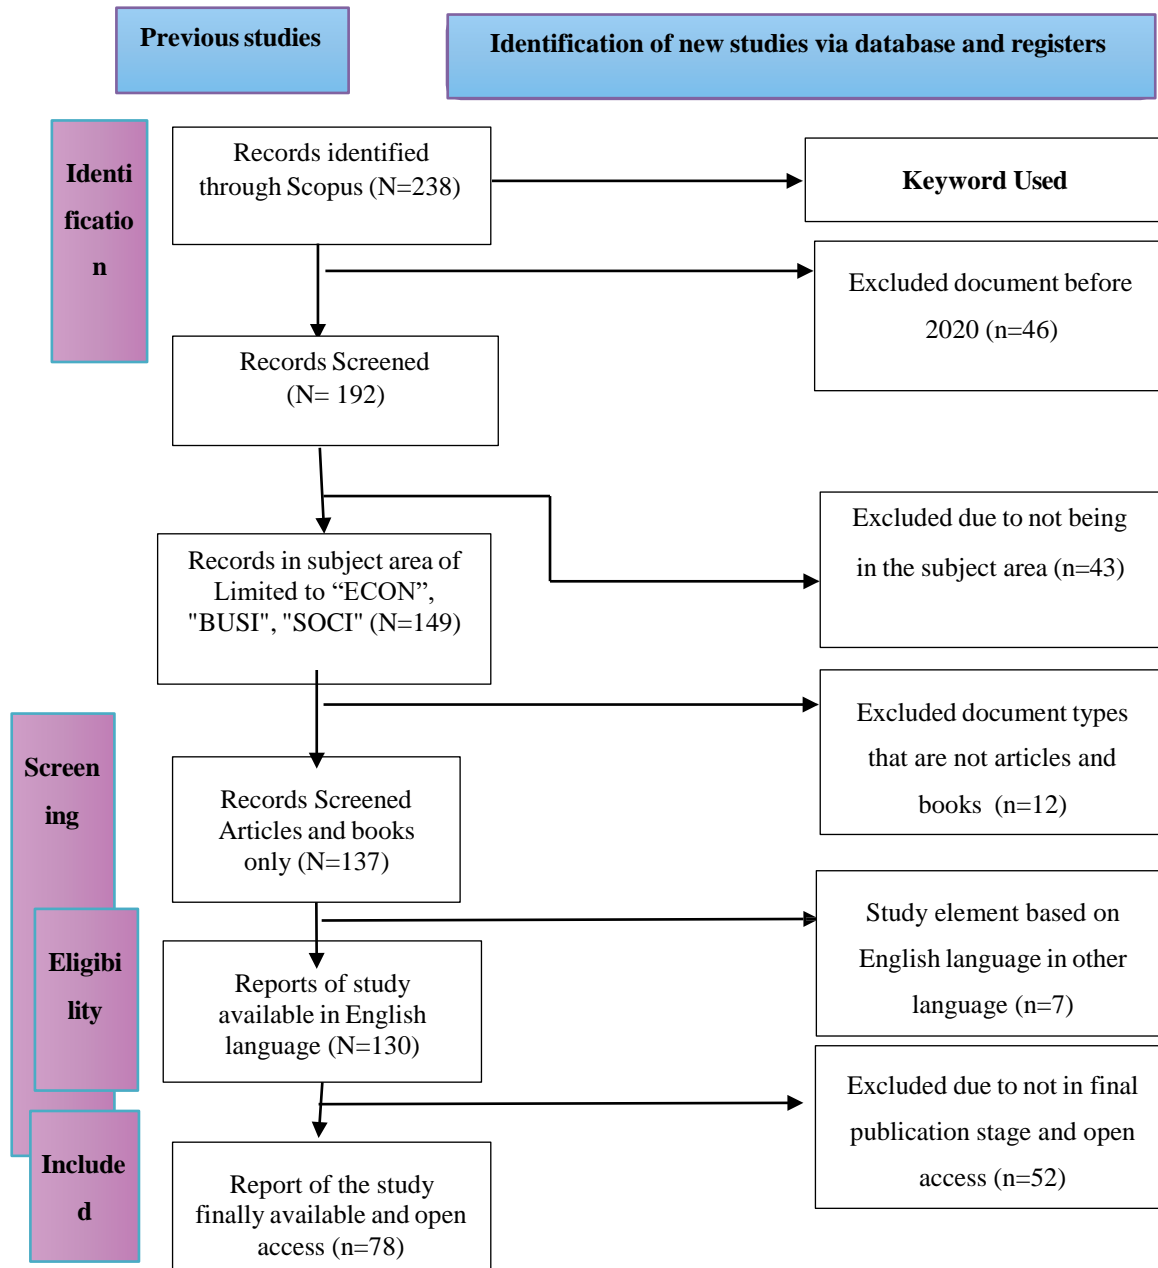 Previous studies
Identification of new studies via database and registers
Identi
ficatio
n
Records identified
through Scopus (N=238)
Keyword Used
Excluded document before
2020 (n=46)
Records Screened
(N= 192)
Excluded due to not being
in the subject area (n=43)
Records in subject area of
Limited to “ECON”,
"BUSI", "SOCI" (N=149)
Excluded document types
that are not articles and
books (n=12)
Screen
ing
Records Screened
Articles and books
only (N=137)
Study element based on
English language in other
language (n=7)
Eligibi
lity
Reports of study
available in English
language (N=130)
Excluded due to not in final
publication stage and open
access (n=52)
Include
d
Report of the study
finally available and open
access (n=78)